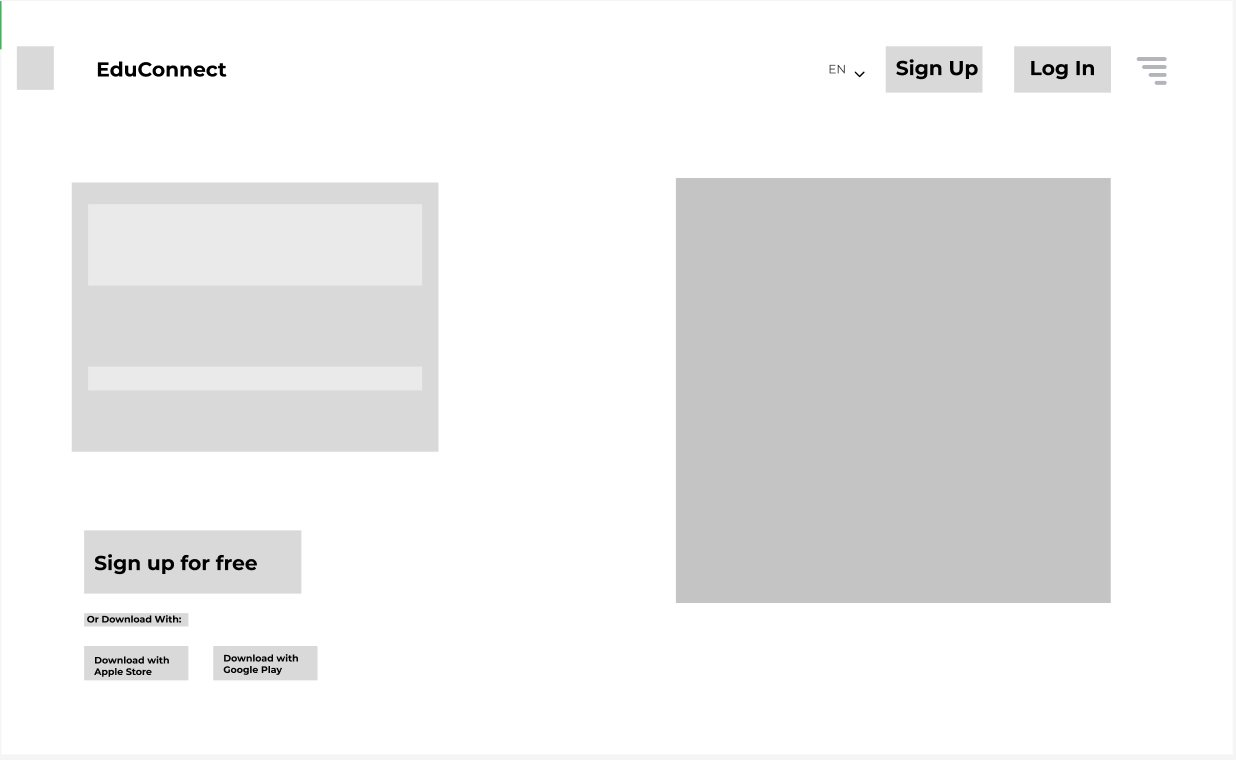 EduConnect
EN
Sign Up
Log In
Sign up for free
Or Download With:
Download with
Apple Store
Download with
Google Play